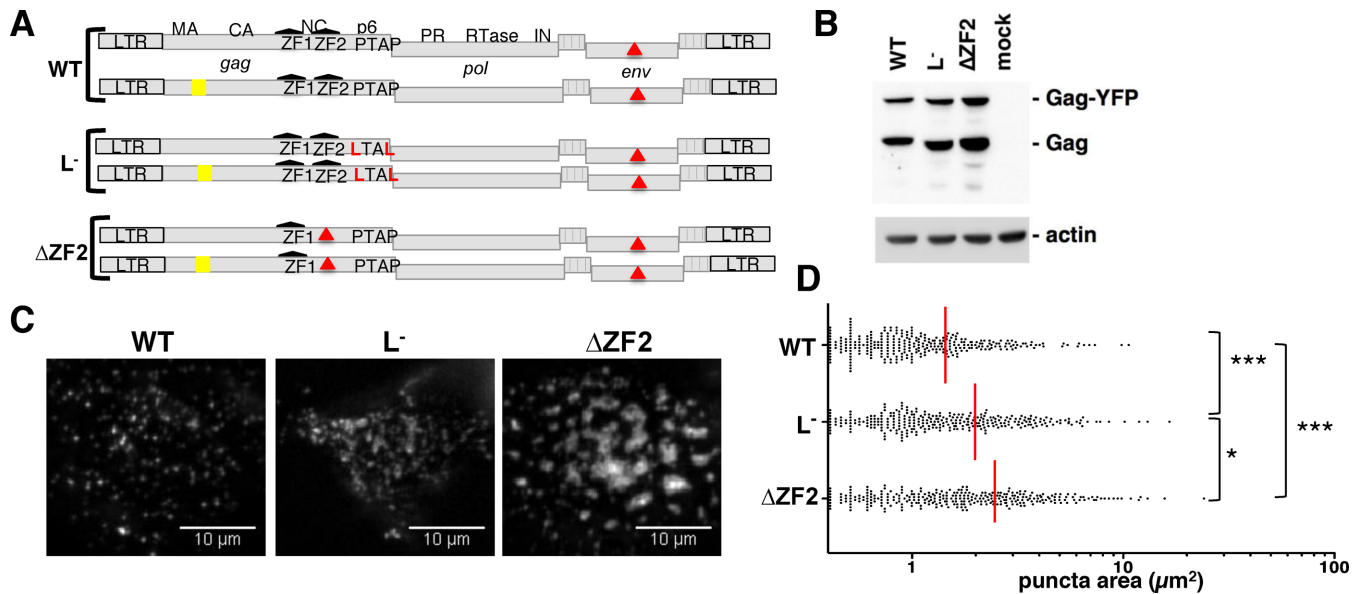 A
MA CA NC p6 PR RTase IN
LTR ZF1 ZF2 PTAP LTR
WT
gag pol env
LTR ZF1 ZF2 PTAP LTR
LTR ZF1 ZF2 LTAL LTR
L-
LTR ZF1 ZF2 LTAL LTR
LTR ZF1 PTAP LTR
ΔZF2
LTR ZF1 PTAP LTR
B
WT L- ΔZF2 mock
- Gag-YFP
- Gag
- actin
C
WT L- ΔZF2
10 µm 10 µm 10 µm
D
WT
***
L-
***
*
ΔZF2
1 10 100
puncta area (µm²)